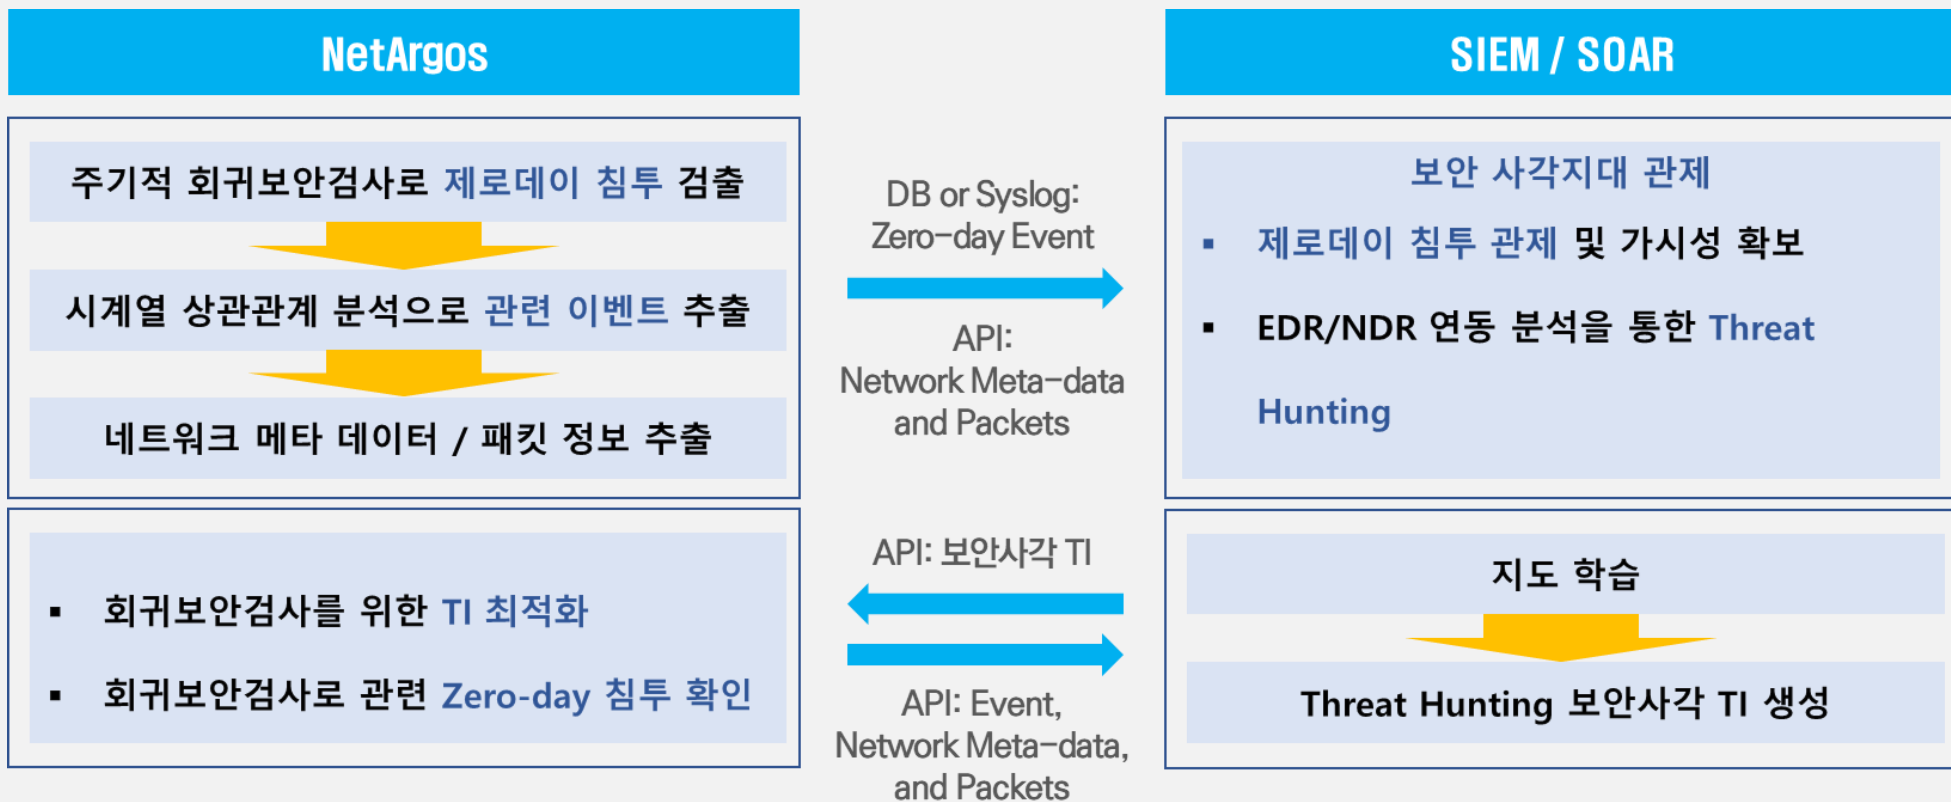 NetArgos
주기적 회귀보안검사로 제로데이 침투 검출
시계열 상관관계 분석으로 관련 이벤트 추출
네트워크 메타 데이터 / 패킷 정보 추출
DB or Syslog:
Zero-day Event
API:
Network Meta-data
and Packets
SIEM / SOAR
보안 사각지대 관제
▪ 제로데이 침투 관제 및 가시성 확보
▪ EDR/NDR 연동 분석을 통한 Threat
Hunting
▪ 회귀보안검사를 위한 TI 최적화
▪ 회귀보안검사로 관련 Zero-day 침투 확인
API: 보안사각 TI
API: Event,
Network Meta-data,
and Packets
지도 학습
Threat Hunting 보안사각 TI 생성